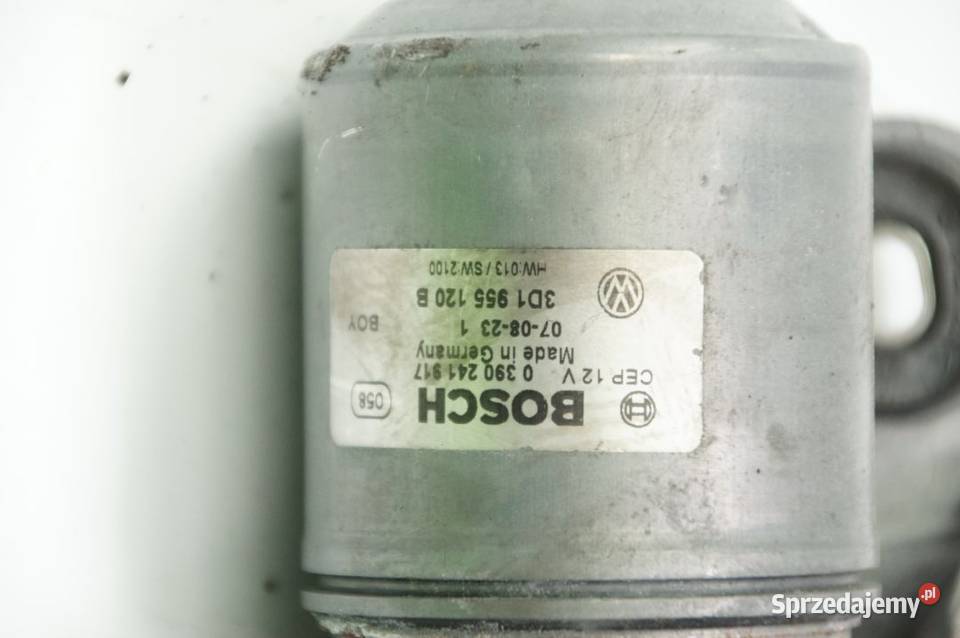 BOSCH
058
CEP 12 V 0 390 241 917
Made in Germany
07-08-23 1 BOY
3D1 955 120 B
HW:013 / SW:2100
Sprzedajemy.pl